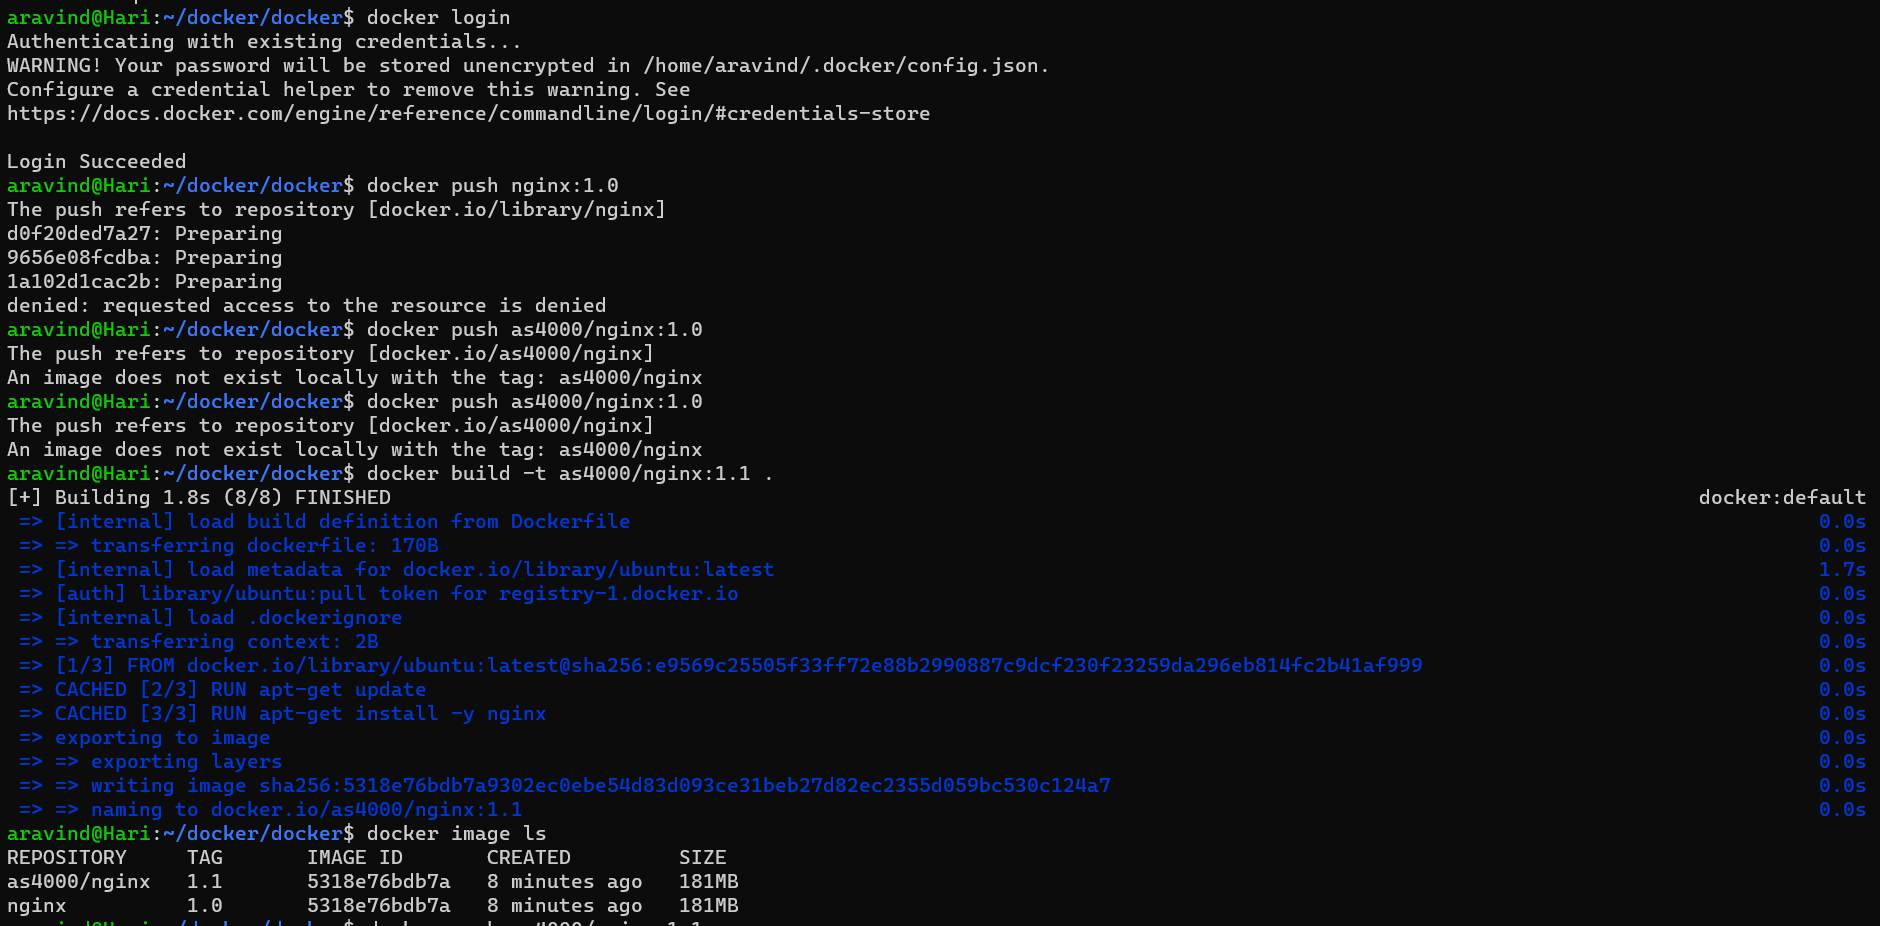 aravind@Hari:~/docker/docker$ docker login
Authenticating with existing credentials...
WARNING! Your password will be stored unencrypted in /home/aravind/.docker/config.json.
Configure a credential helper to remove this warning. See
https://docs.docker.com/engine/reference/commandline/login/#credentials-store
Login Succeeded
aravind@Hari:~/docker/docker$ docker push nginx:1.0
The push refers to repository [docker.io/library/nginx]
d0f20ded7a27: Preparing
9656e08fcdba: Preparing
1a102d1cac2b: Preparing
denied: requested access to the resource is denied
aravind@Hari:~/docker/docker$ docker push as4000/nginx:1.0
The push refers to repository [docker.io/as4000/nginx]
An image does not exist locally with the tag: as4000/nginx
aravind@Hari:~/docker/docker$ docker push as4000/nginx:1.0
The push refers to repository [docker.io/as4000/nginx]
An image does not exist locally with the tag: as4000/nginx
aravind@Hari:~/docker/docker$ docker build -t as4000/nginx:1.1 .
[+] Building 1.8s (8/8) FINISHED docker:default
=> [internal] load build definition from Dockerfile 0.0s
=> => transferring dockerfile: 170B 0.0s
=> [internal] load metadata for docker.io/library/ubuntu:latest 1.7s
=> [auth] library/ubuntu:pull token for registry-1.docker.io 0.0s
=> [internal] load .dockerignore 0.0s
=> => transferring context: 2B 0.0s
=> [1/3] FROM docker.io/library/ubuntu:latest@sha256:e9569c25505f33ff72e88b2990887c9dcf230f23259da296eb814fc2b41af999 0.0s
=> CACHED [2/3] RUN apt-get update 0.0s
=> CACHED [3/3] RUN apt-get install -y nginx 0.0s
=> exporting to image 0.0s
=> => exporting layers 0.0s
=> => writing image sha256:5318e76bdb7a9302ec0ebe54d83d093ce31beb27d82ec2355d059bc530c124a7 0.0s
=> => naming to docker.io/as4000/nginx:1.1 0.0s
aravind@Hari:~/docker/docker$ docker image ls
REPOSITORY TAG IMAGE ID CREATED SIZE
as4000/nginx 1.1 5318e76bdb7a 8 minutes ago 181MB
nginx 1.0 5318e76bdb7a 8 minutes ago 181MB